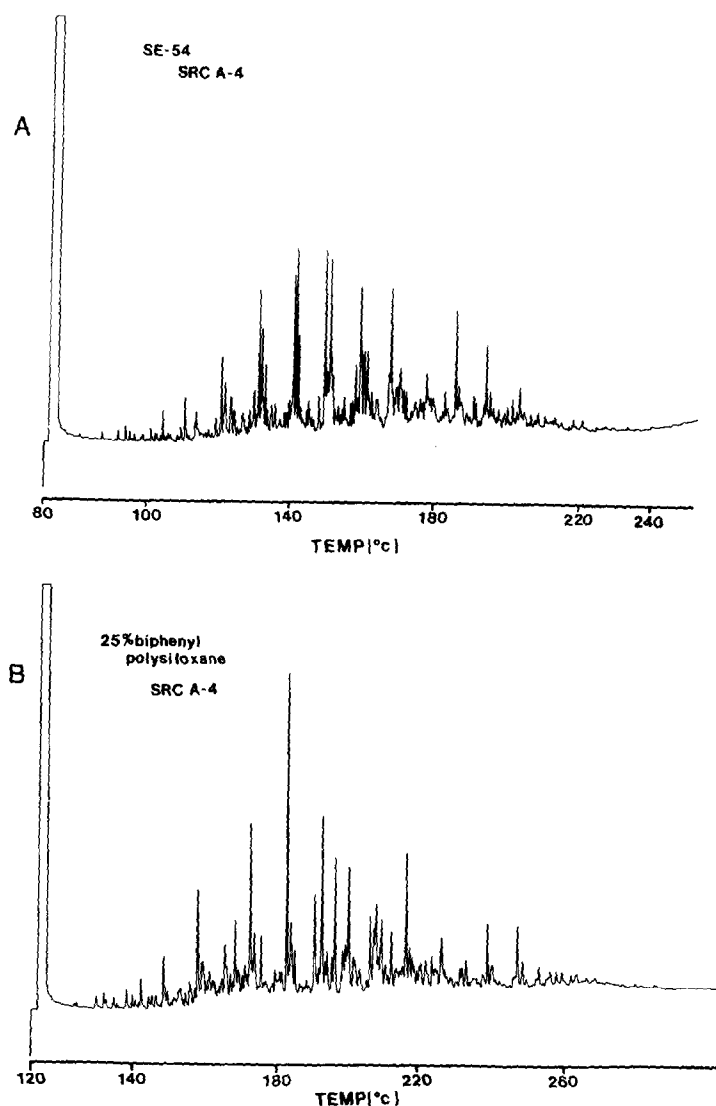 SE-54
SRC A-4
A
80 100 140 180 220 240
TEMP[°c]
25%biphenyl
polysiloxane
SRC A-4
B
120 140 180 220 260
TEMP[°c]